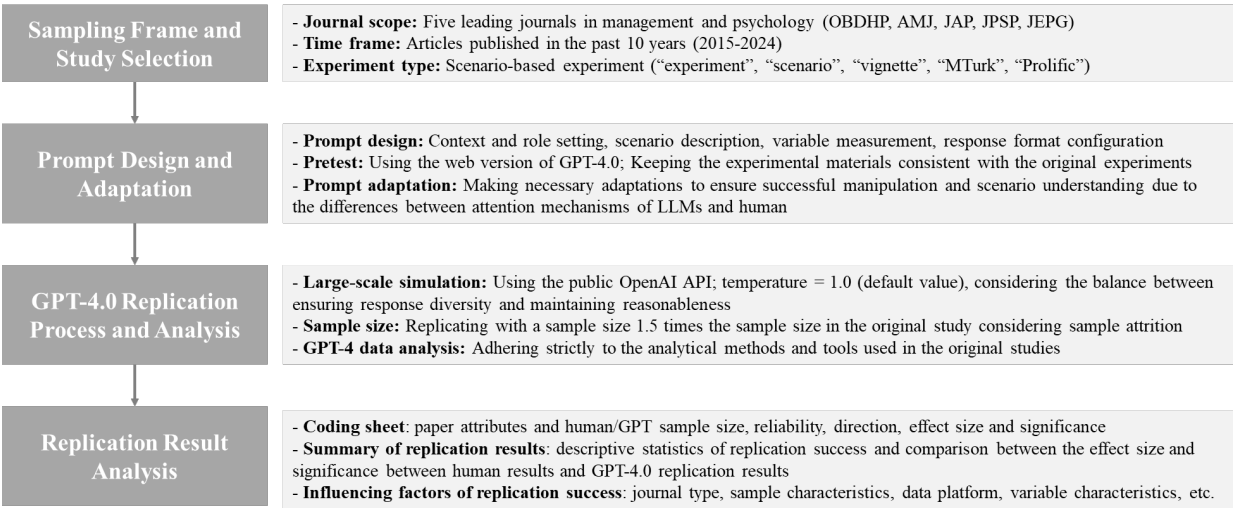 Sampling Frame and
Study Selection
- Journal scope: Five leading journals in management and psychology (OBDHP, AMJ, JAP, JPSP, JEPG)
- Time frame: Articles published in the past 10 years (2015-2024)
- Experiment type: Scenario-based experiment (“experiment”, “scenario”, “vignette”, “MTurk”, “Prolific”)
Prompt Design and
Adaptation
- Prompt design: Context and role setting, scenario description, variable measurement, response format configuration
- Pretest: Using the web version of GPT-4.0; Keeping the experimental materials consistent with the original experiments
- Prompt adaptation: Making necessary adaptations to ensure successful manipulation and scenario understanding due to
the differences between attention mechanisms of LLMs and human
GPT-4.0 Replication
Process and Analysis
- Large-scale simulation: Using the public OpenAI API; temperature = 1.0 (default value), considering the balance between
ensuring response diversity and maintaining reasonableness
- Sample size: Replicating with a sample size 1.5 times the sample size in the original study considering sample attrition
- GPT-4 data analysis: Adhering strictly to the analytical methods and tools used in the original studies
Replication Result
Analysis
- Coding sheet: paper attributes and human/GPT sample size, reliability, direction, effect size and significance
- Summary of replication results: descriptive statistics of replication success and comparison between the effect size and
significance between human results and GPT-4.0 replication results
- Influencing factors of replication success: journal type, sample characteristics, data platform, variable characteristics, etc.